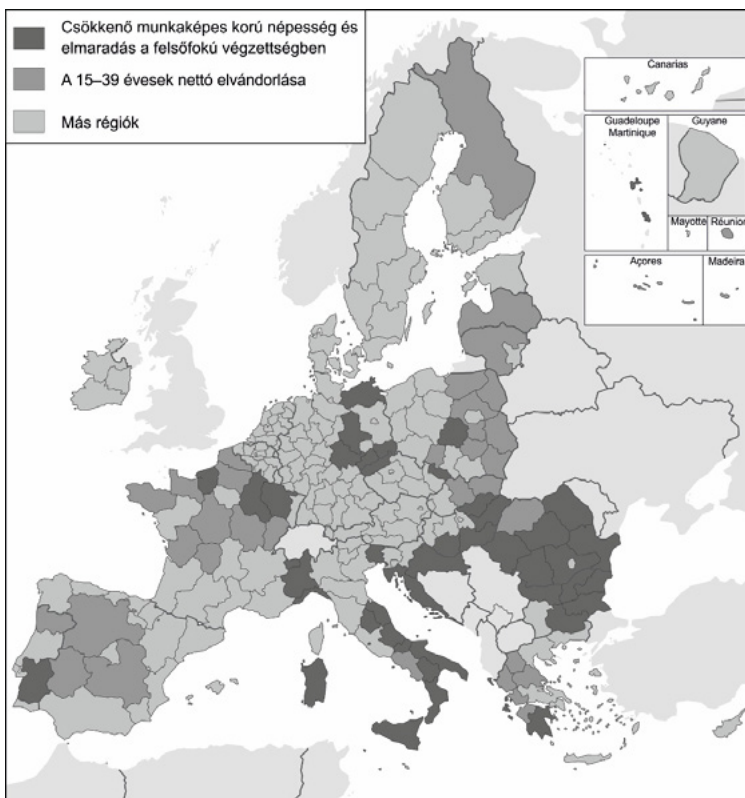 Csökkenő munkaképes korú népesség és
elmaradás a felsőfokú végzettségben
A 15–39 évesek nettó elvándorlása
Más régiók
Canarias
Guadeloupe
Martinique
Guyane
Mayotte
Réunion
Açores
Madeira